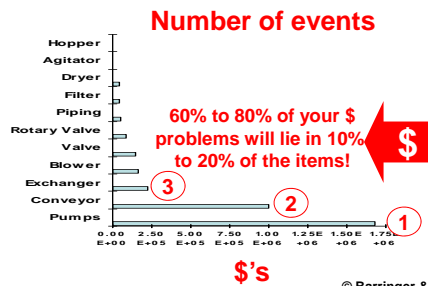 Number of events
Hopper
Agitator
Dryer
Filter
Piping
Rotary Valve
Valve
Blower
Exchanger
Conveyor
Pumps
60% to 80% of your $
problems will lie in 10%
to 20% of the items!
$
3
2
1
0.00 2.50 5.00 7.50 1.00 1.25E 1.50E 1.75E
E+00 E+05 E+05 E+05 E+06 +06 +06 +06
$'s